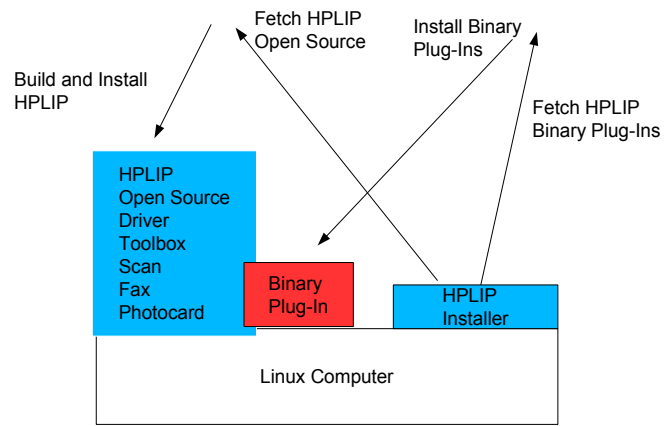 Fetch HPLIP
Open Source
Install Binary
Plug-Ins
Build and Install
HPLIP
Fetch HPLIP
Binary Plug-Ins
HPLIP
Open Source
Driver
Toolbox
Scan
Fax
Photocard
Binary
Plug-In
HPLIP
Installer
Linux Computer